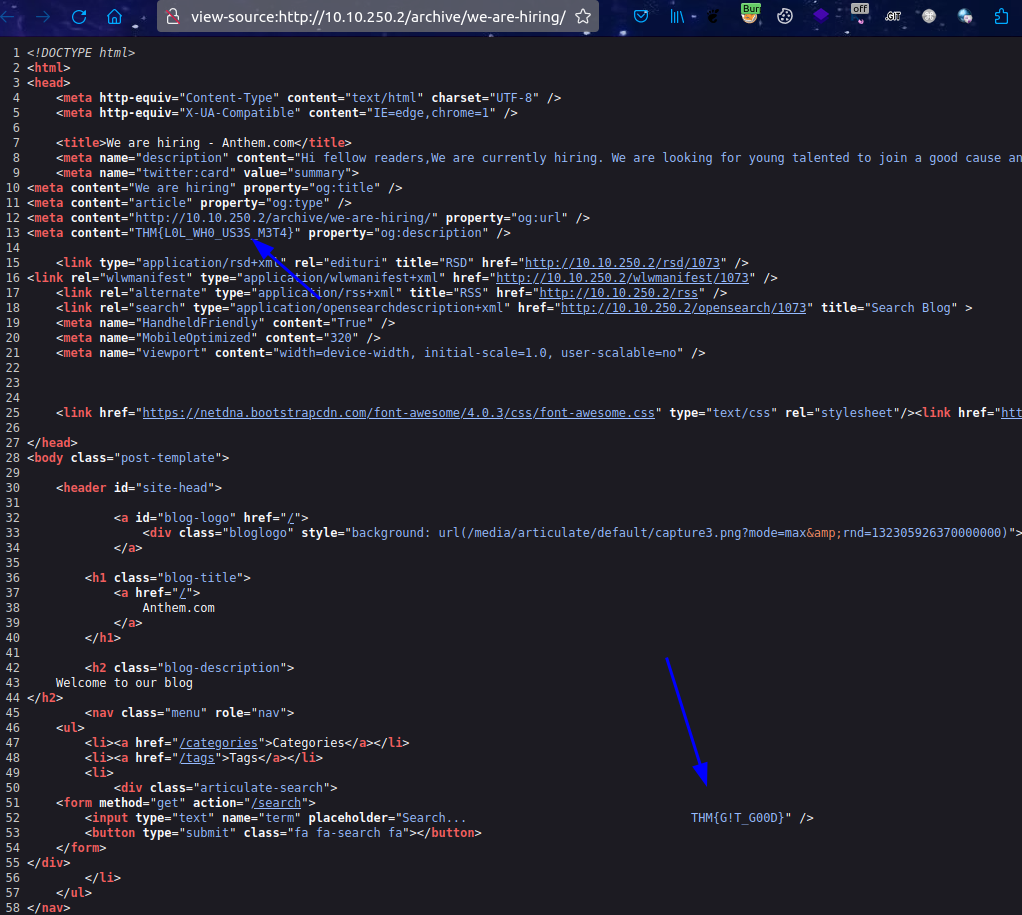 view-source:http://10.10.250.2/archive/we-are-hiring/
Burp
off
.GIT
1 <!DOCTYPE html>
2 <html>
3 <head>
4 <meta http-equiv="Content-Type" content="text/html" charset="UTF-8" />
5 <meta http-equiv="X-UA-Compatible" content="IE=edge,chrome=1" />
6
7 <title>We are hiring - Anthem.com</title>
8 <meta name="description" content="Hi fellow readers,We are currently hiring. We are looking for young talented to join a good cause an
9 <meta name="twitter:card" value="summary">
10 <meta content="We are hiring" property="og:title" />
11 <meta content="article" property="og:type" />
12 <meta content="http://10.10.250.2/archive/we-are-hiring/" property="og:url" />
13 <meta content="THM{L0L_WH0_US3S_M3T4}" property="og:description" />
14
15 <link type="application/rsd+xml" rel="edituri" title="RSD" href="http://10.10.250.2/rsd/1073" />
16 <link rel="wlwmanifest" type="application/wlwmanifest+xml" href="http://10.10.250.2/wlwmanifest/1073" />
17 <link rel="alternate" type="application/rss+xml" title="RSS" href="http://10.10.250.2/rss" />
18 <link rel="search" type="application/opensearchdescription+xml" href="http://10.10.250.2/opensearch/1073" title="Search Blog" >
19 <meta name="HandheldFriendly" content="True" />
20 <meta name="MobileOptimized" content="320" />
21 <meta name="viewport" content="width=device-width, initial-scale=1.0, user-scalable=no" />
22
23
24
25 <link href="https://netdna.bootstrapcdn.com/font-awesome/4.0.3/css/font-awesome.css" type="text/css" rel="stylesheet"/><link href="htt
26
27 </head>
28 <body class="post-template">
29
30 <header id="site-head">
31
32 <a id="blog-logo" href="/">
33 <div class="bloglogo" style="background: url(/media/articulate/default/capture3.png?mode=max&amp;rnd=132305926370000000)">
34 </a>
35
36 <h1 class="blog-title">
37 <a href="/">
38 Anthem.com
39 </a>
40 </h1>
41
42 <h2 class="blog-description">
43 Welcome to our blog
44 </h2>
45 <nav class="menu" role="nav">
46 <ul>
47 <li><a href="/categories">Categories</a></li>
48 <li><a href="/tags">Tags</a></li>
49 <li>
50 <div class="articulate-search">
51 <form method="get" action="/search">
52 <input type="text" name="term" placeholder="Search... THM{G!T_G00D}" />
53 <button type="submit" class="fa fa-search fa"></button>
54 </form>
55 </div>
56 </li>
57 </ul>
58 </nav>